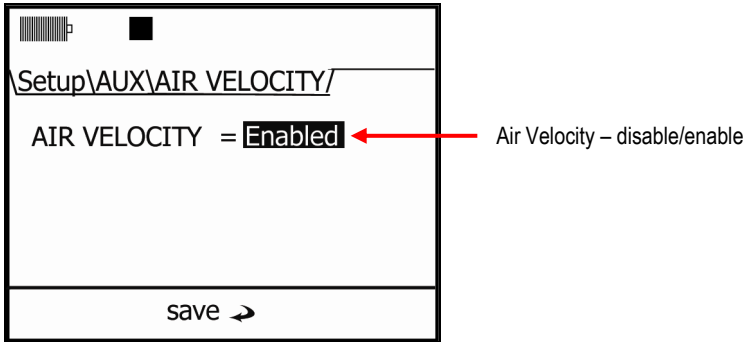 \Setup\AUX\AIR VELOCITY/
AIR VELOCITY = Enabled
Air Velocity – disable/enable
save